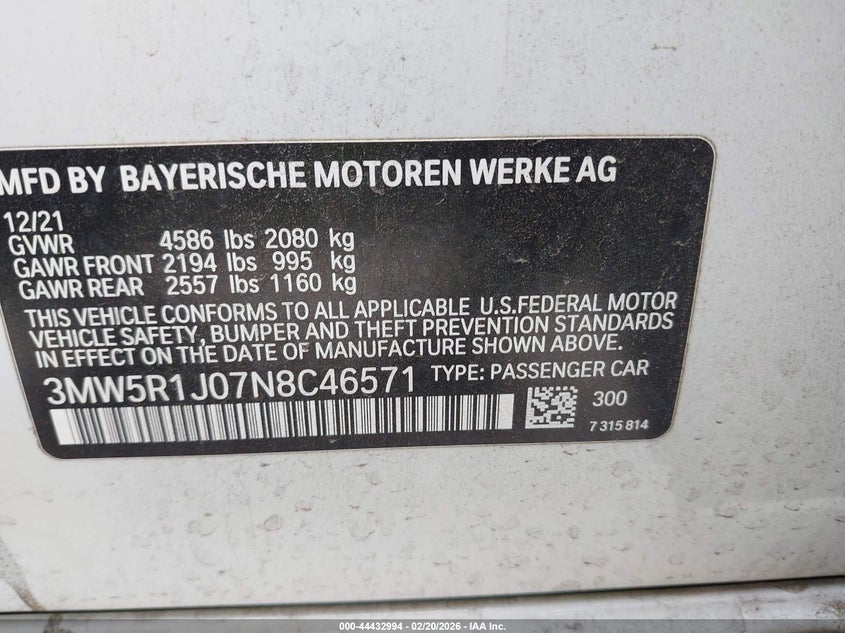 MFD BY BAYERISCHE MOTOREN WERKE AG
12/21
GVWR 4586 lbs 2080 kg
GAWR FRONT 2194 lbs 995 kg
GAWR REAR 2557 lbs 1160 kg
THIS VEHICLE CONFORMS TO ALL APPLICABLE U.S.FEDERAL MOTOR
VEHICLE SAFETY, BUMPER AND THEFT PREVENTION STANDARDS
IN EFFECT ON THE DATE OF MANUFACTURE SHOWN ABOVE.
3MW5R1J07N8C46571 TYPE: PASSENGER CAR
300
7 315 814
000-44432994 - 02/20/2026 - IAA Inc.